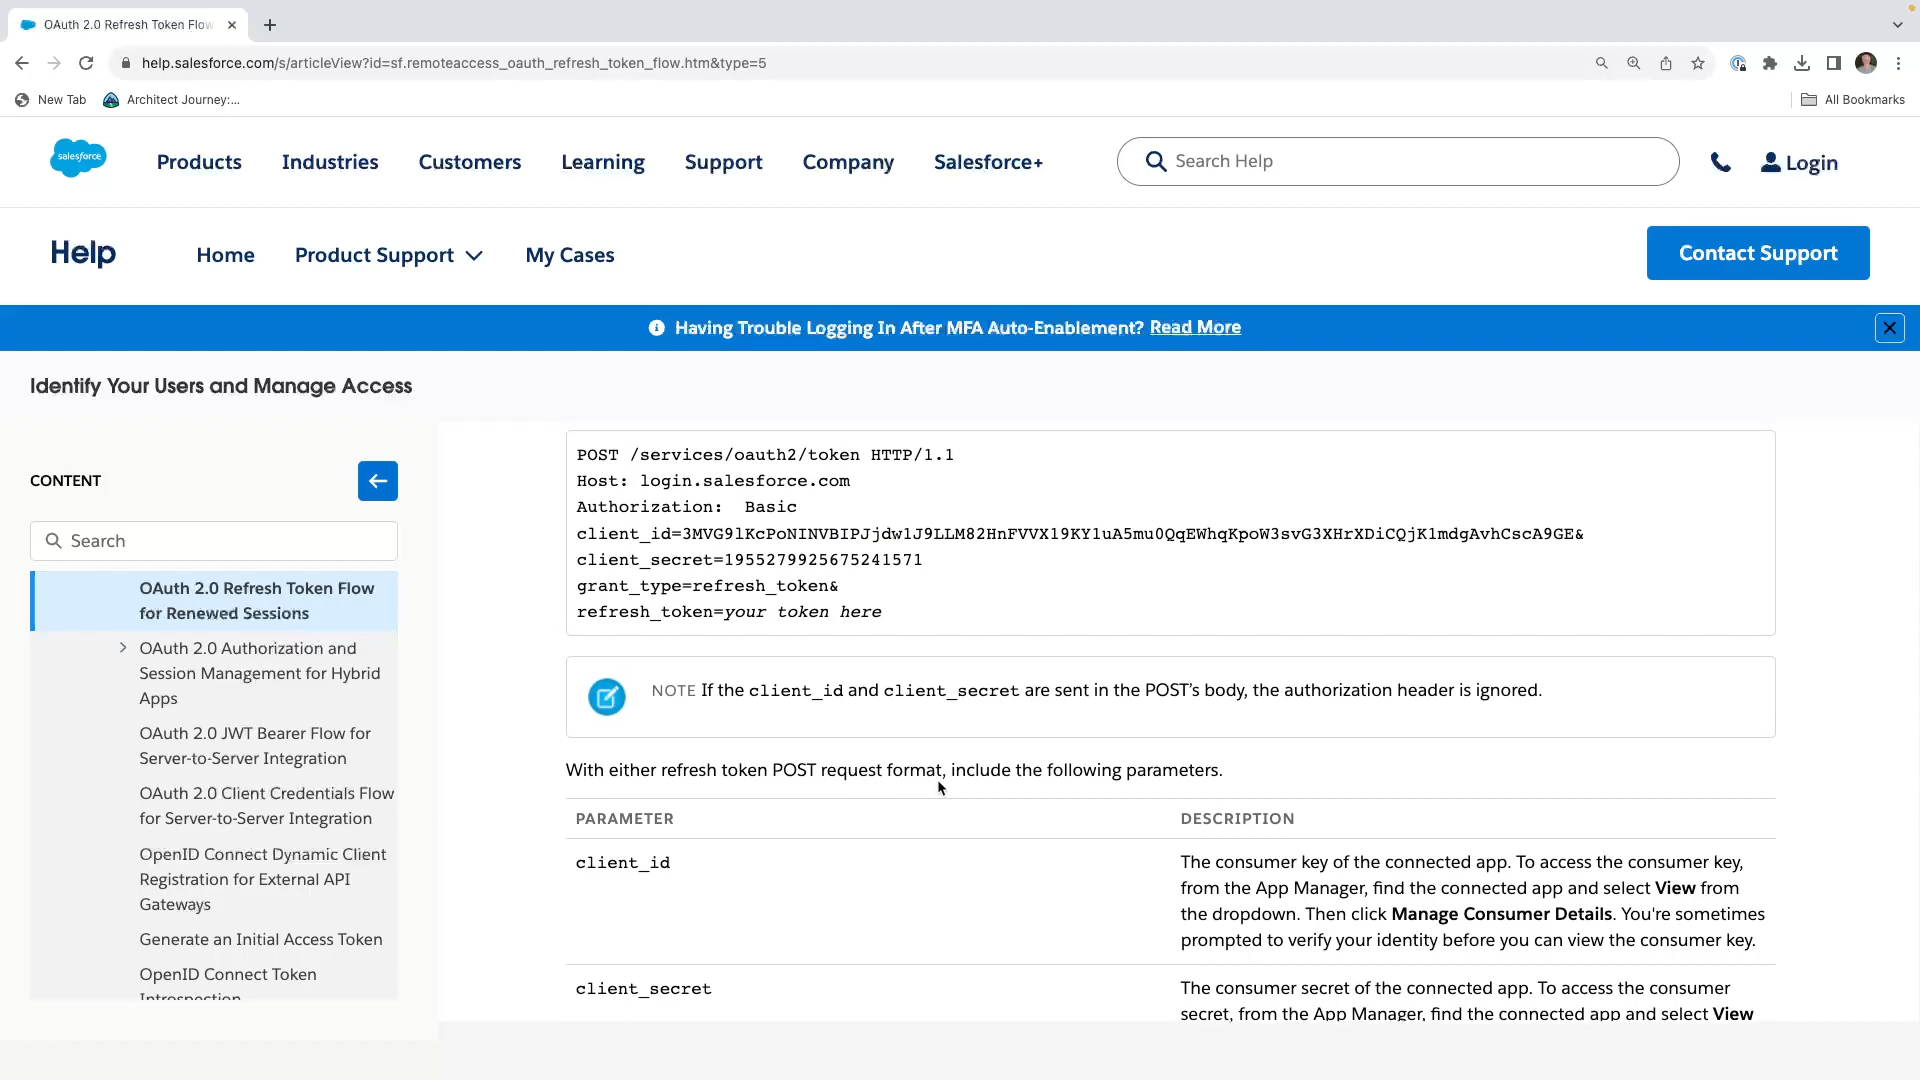 OAuth 2.0 Refresh Token Flow
help.salesforce.com/s/articleView?id=sf.remoteaccess_oauth_refresh_token_flow.htm&type=5
New Tab
Architect Journey:...
All Bookmarks
salesforce
Products
Industries
Customers
Learning
Support
Company
Salesforce+
Search Help
Login
Help
Home
Product Support
My Cases
Contact Support
Having Trouble Logging In After MFA Auto-Enablement? Read More
Identify Your Users and Manage Access
CONTENT
Search
OAuth 2.0 Refresh Token Flow
for Renewed Sessions
OAuth 2.0 Authorization and
Session Management for Hybrid
Apps
OAuth 2.0 JWT Bearer Flow for
Server-to-Server Integration
OAuth 2.0 Client Credentials Flow
for Server-to-Server Integration
OpenID Connect Dynamic Client
Registration for External API
Gateways
Generate an Initial Access Token
OpenID Connect Token
Introspection
POST /services/oauth2/token HTTP/1.1
Host: login.salesforce.com
Authorization:  Basic
client_id=3MVG9lKcPoNINVBIPJjdw1J9LLM82HnFVVX19KY1uA5mu0QqEWhqKpoW3svG3XHrXDiCQjK1mdgAvhCscA9GE&
client_secret=1955279925675241571
grant_type=refresh_token&
refresh_token=your token here
NOTE If the client_id and client_secret are sent in the POST’s body, the authorization header is ignored.
With either refresh token POST request format, include the following parameters.
PARAMETER
DESCRIPTION
client_id
The consumer key of the connected app. To access the consumer key,
from the App Manager, find the connected app and select View from
the dropdown. Then click Manage Consumer Details. You're sometimes
prompted to verify your identity before you can view the consumer key.
client_secret
The consumer secret of the connected app. To access the consumer
secret, from the App Manager, find the connected app and select View